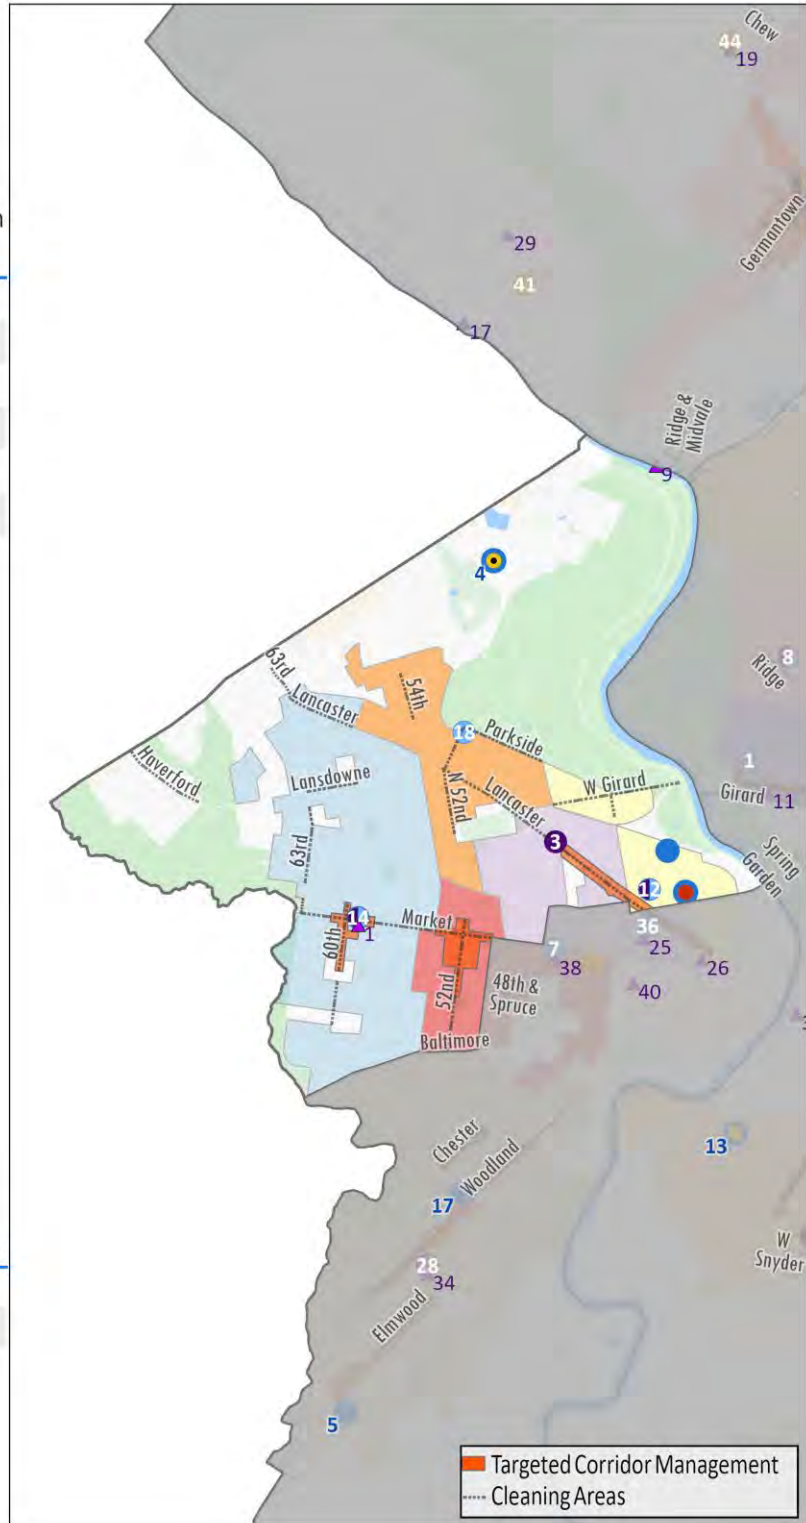 Chew
44
19
n
29
Germantown
41
17
Ridge &
Midvale
9
4
8
Ridge
63rd
Lancaster
54th
18
Parkside
Haverford
Lansdowne
N 52nd
Lancaster
W Girard
1
Girard
11
63rd
3
Spring
Garden
12
14
Market
1
60th
36
25
7
38
26
52nd
48th &
Spruce
40
3
Baltimore
Chester
Woodland
13
17
W
Snyder
28
34
Elmwood
5
Targeted Corridor Management
Cleaning Areas